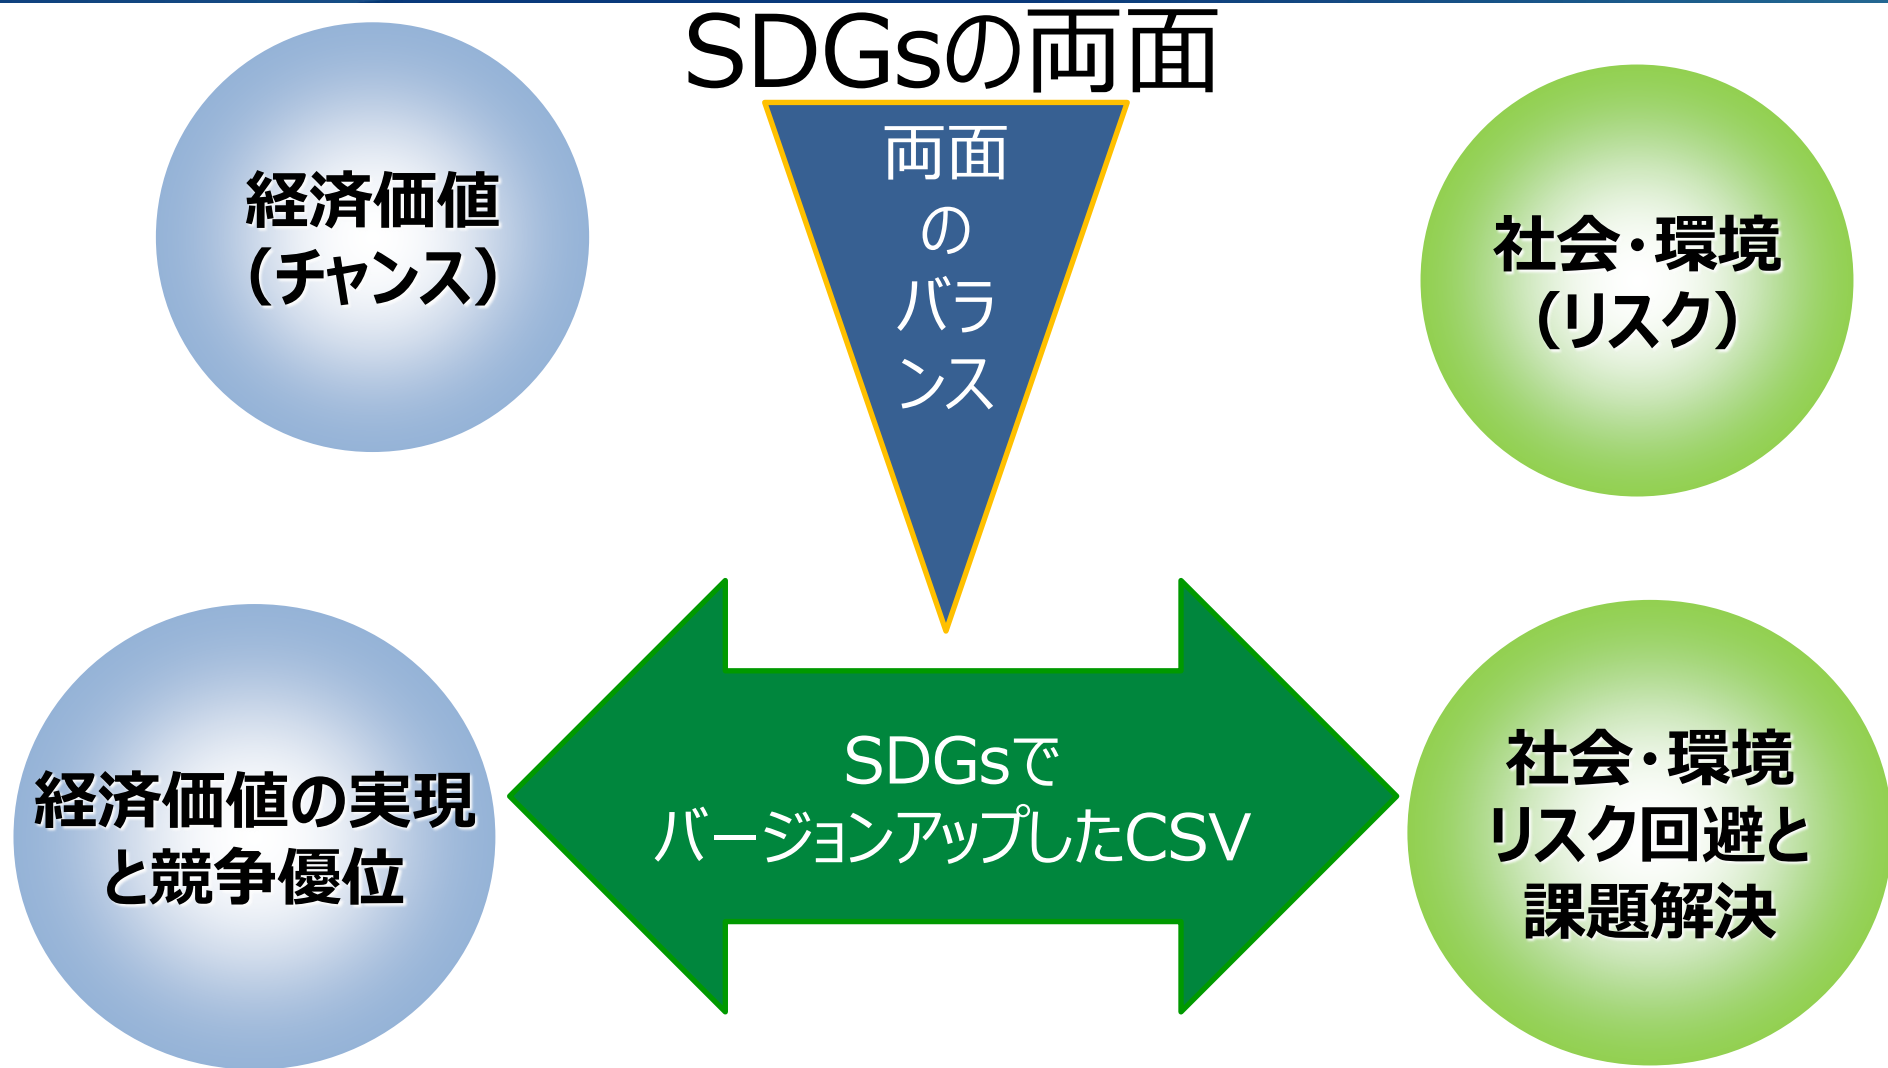 SDGsの両面
経済価値
（チャンス）
両面
の
バラ
ンス
社会・環境
（リスク）
経済価値の実現
と競争優位
SDGsで
バージョンアップしたCSV
社会・環境
リスク回避と
課題解決